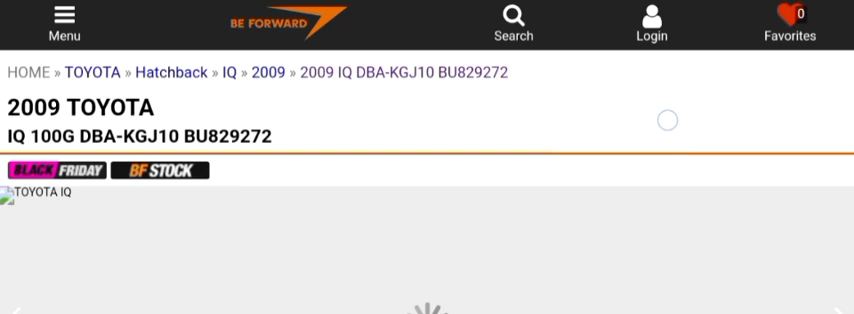 Menu
BE FORWARD
Search
Login
0
Favorites
HOME » TOYOTA » Hatchback » IQ » 2009 » 2009 IQ DBA-KGJ10 BU829272
2009 TOYOTA
IQ 100G DBA-KGJ10 BU829272
BLACK FRIDAY
BF STOCK
TOYOTA IQ